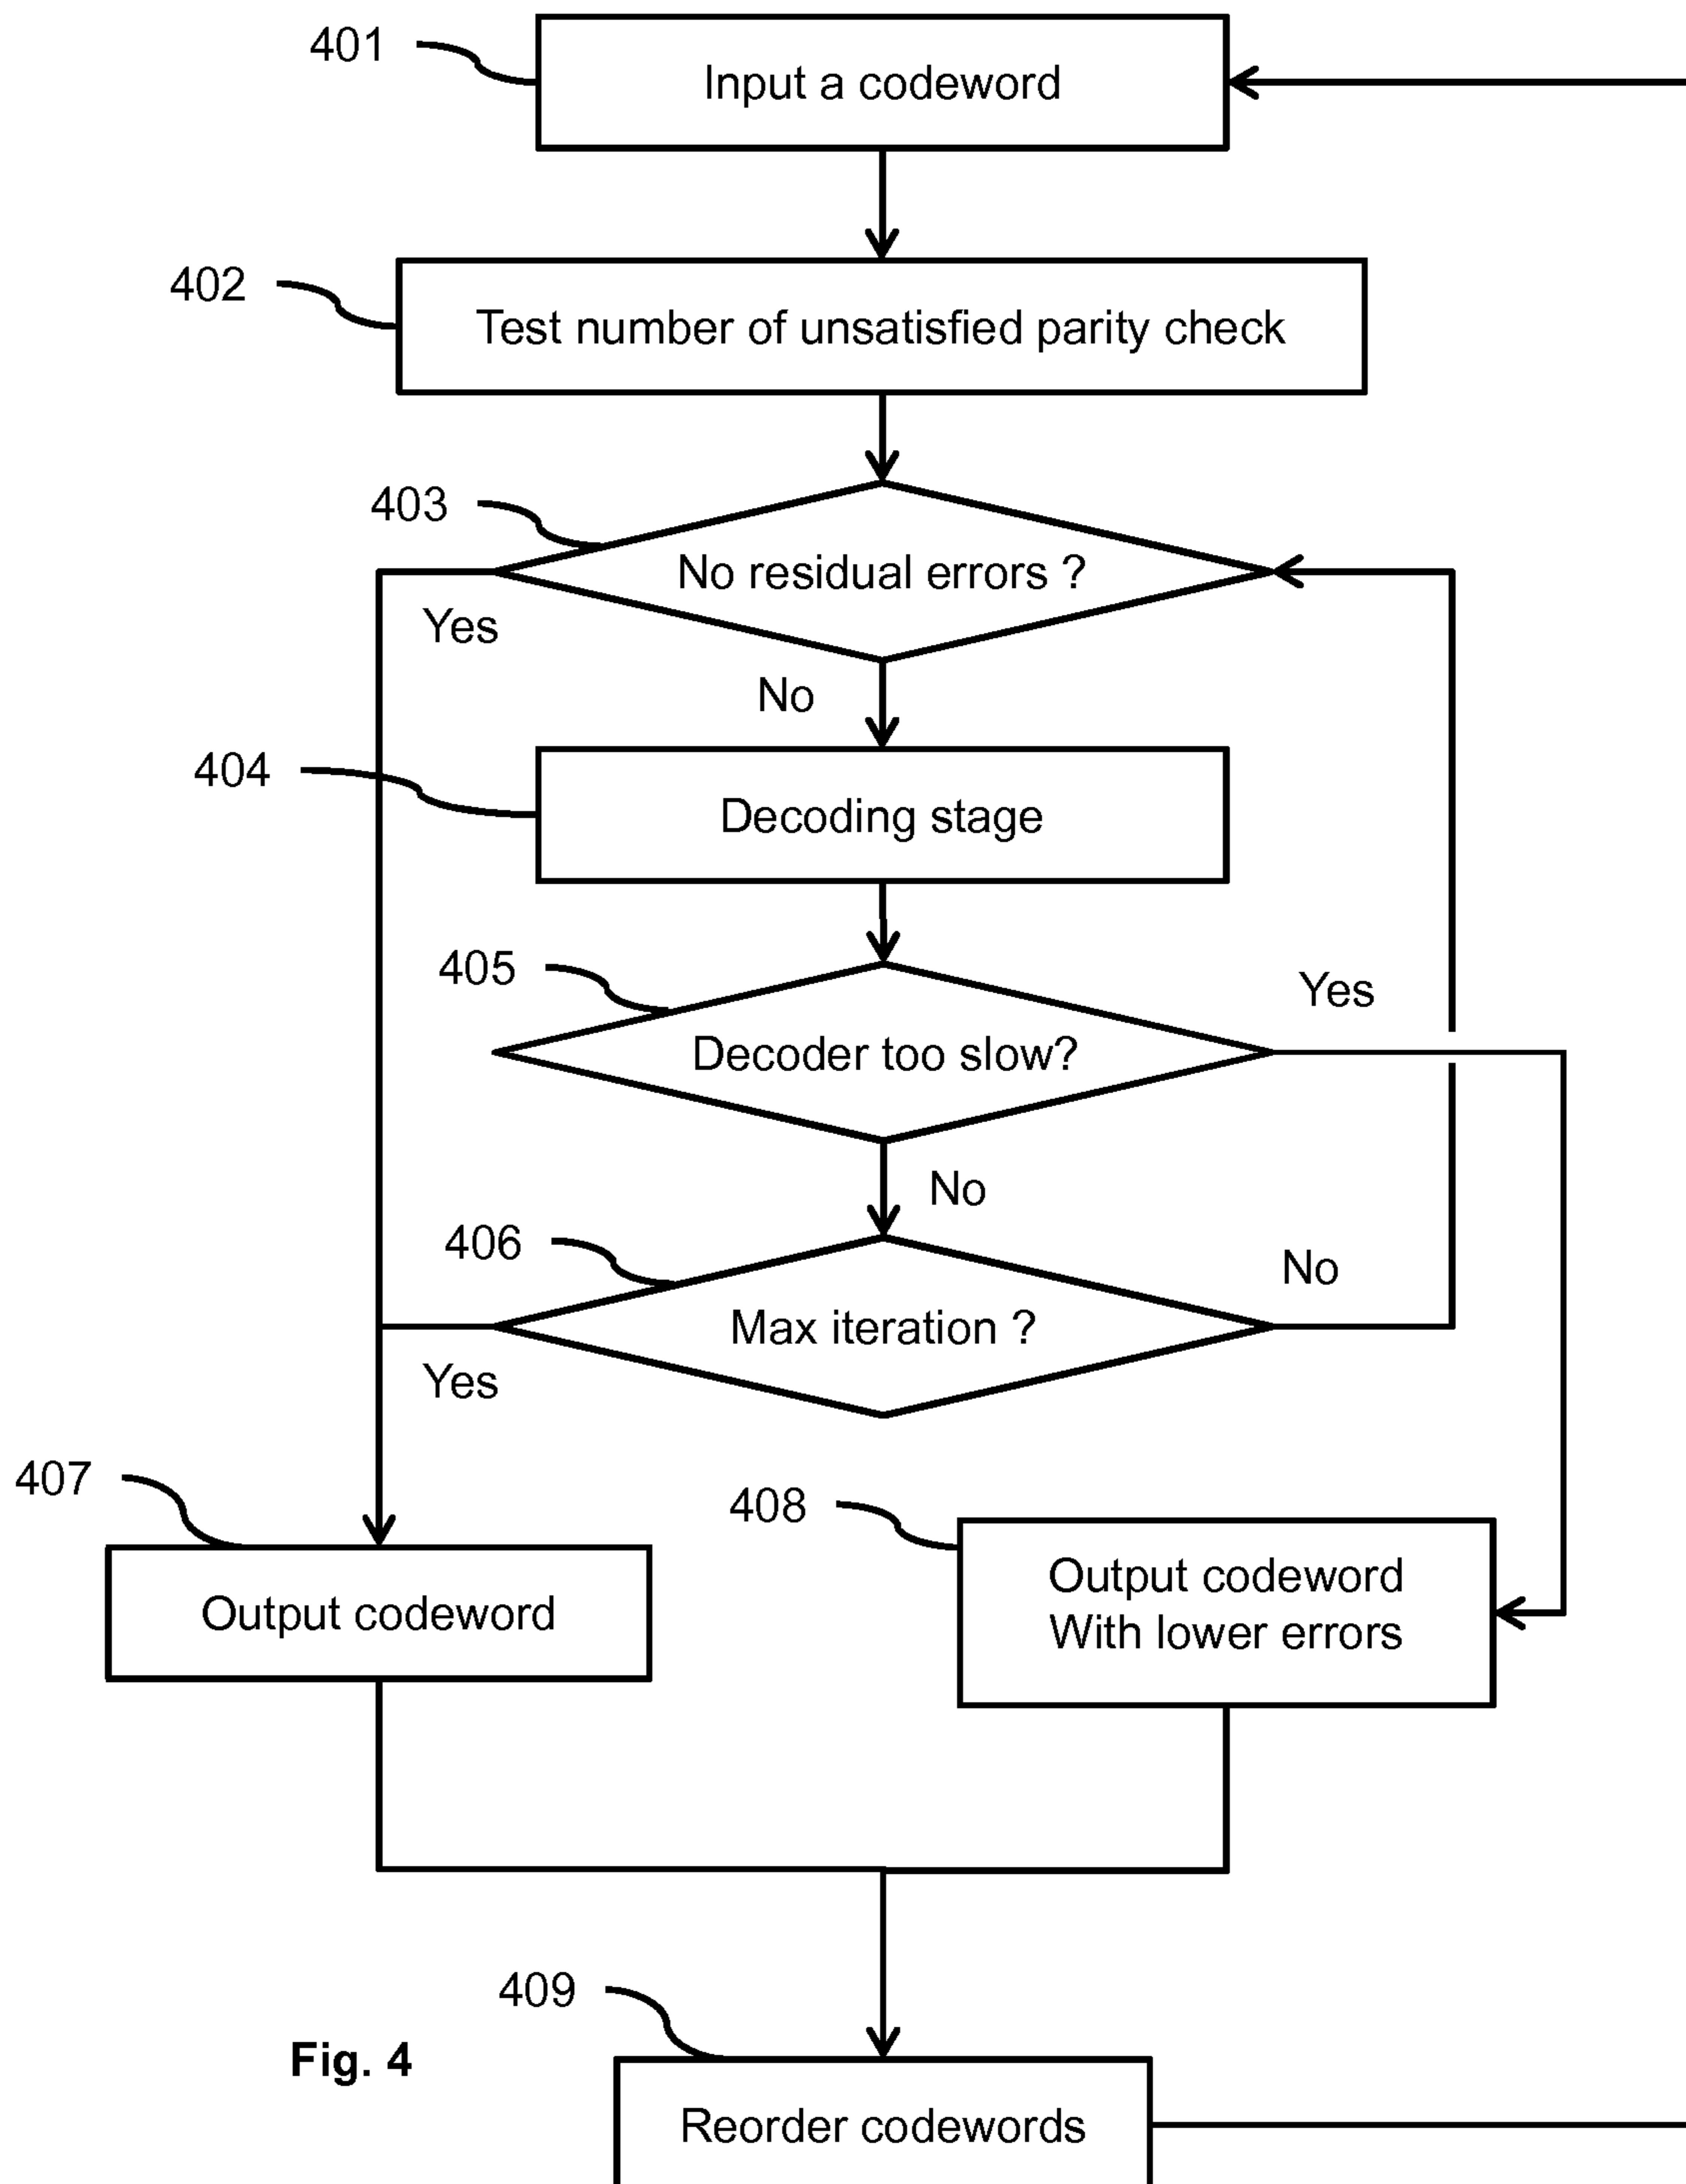 401
Input a codeword
402
Test number of unsatisfied parity check
403
No residual errors ?
Yes
No
404
Decoding stage
405
Yes
Decoder too slow?
No
406
No
Max iteration ?
Yes
407
408
Output codeword
With lower errors
Output codeword
409
Fig. 4
Reorder codewords